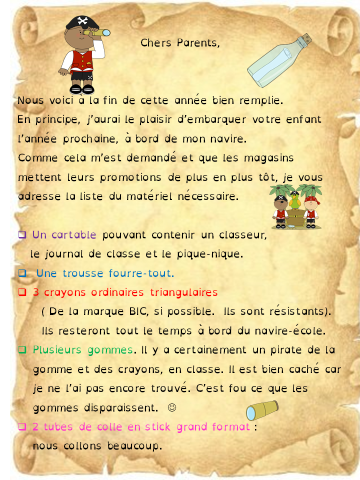 Chers Parents,
Nous voici à la fin de cette année bien remplie.
En principe, j’aurai le plaisir d’embarquer votre enfant
l’année prochaine, à bord de mon navire.
Comme cela m’est demandé et que les magasins
mettent leurs promotions de plus en plus tôt, je vous
adresse la liste du matériel nécessaire.
❑ Un cartable pouvant contenir un classeur,
le journal de classe et le pique-nique.
❑ Une trousse fourre-tout.
❑ 3 crayons ordinaires triangulaires
( De la marque BIC, si possible. Ils sont résistants).
Ils resteront tout le temps à bord du navire-école.
❑ Plusieurs gommes. Il y a certainement un pirate de la
gomme et des crayons, en classe. Il est bien caché car
je ne l’ai pas encore trouvé. C’est fou ce que les
gommes disparaissent. ☺
❑ 2 tubes de colle en stick grand format :
nous collons beaucoup.